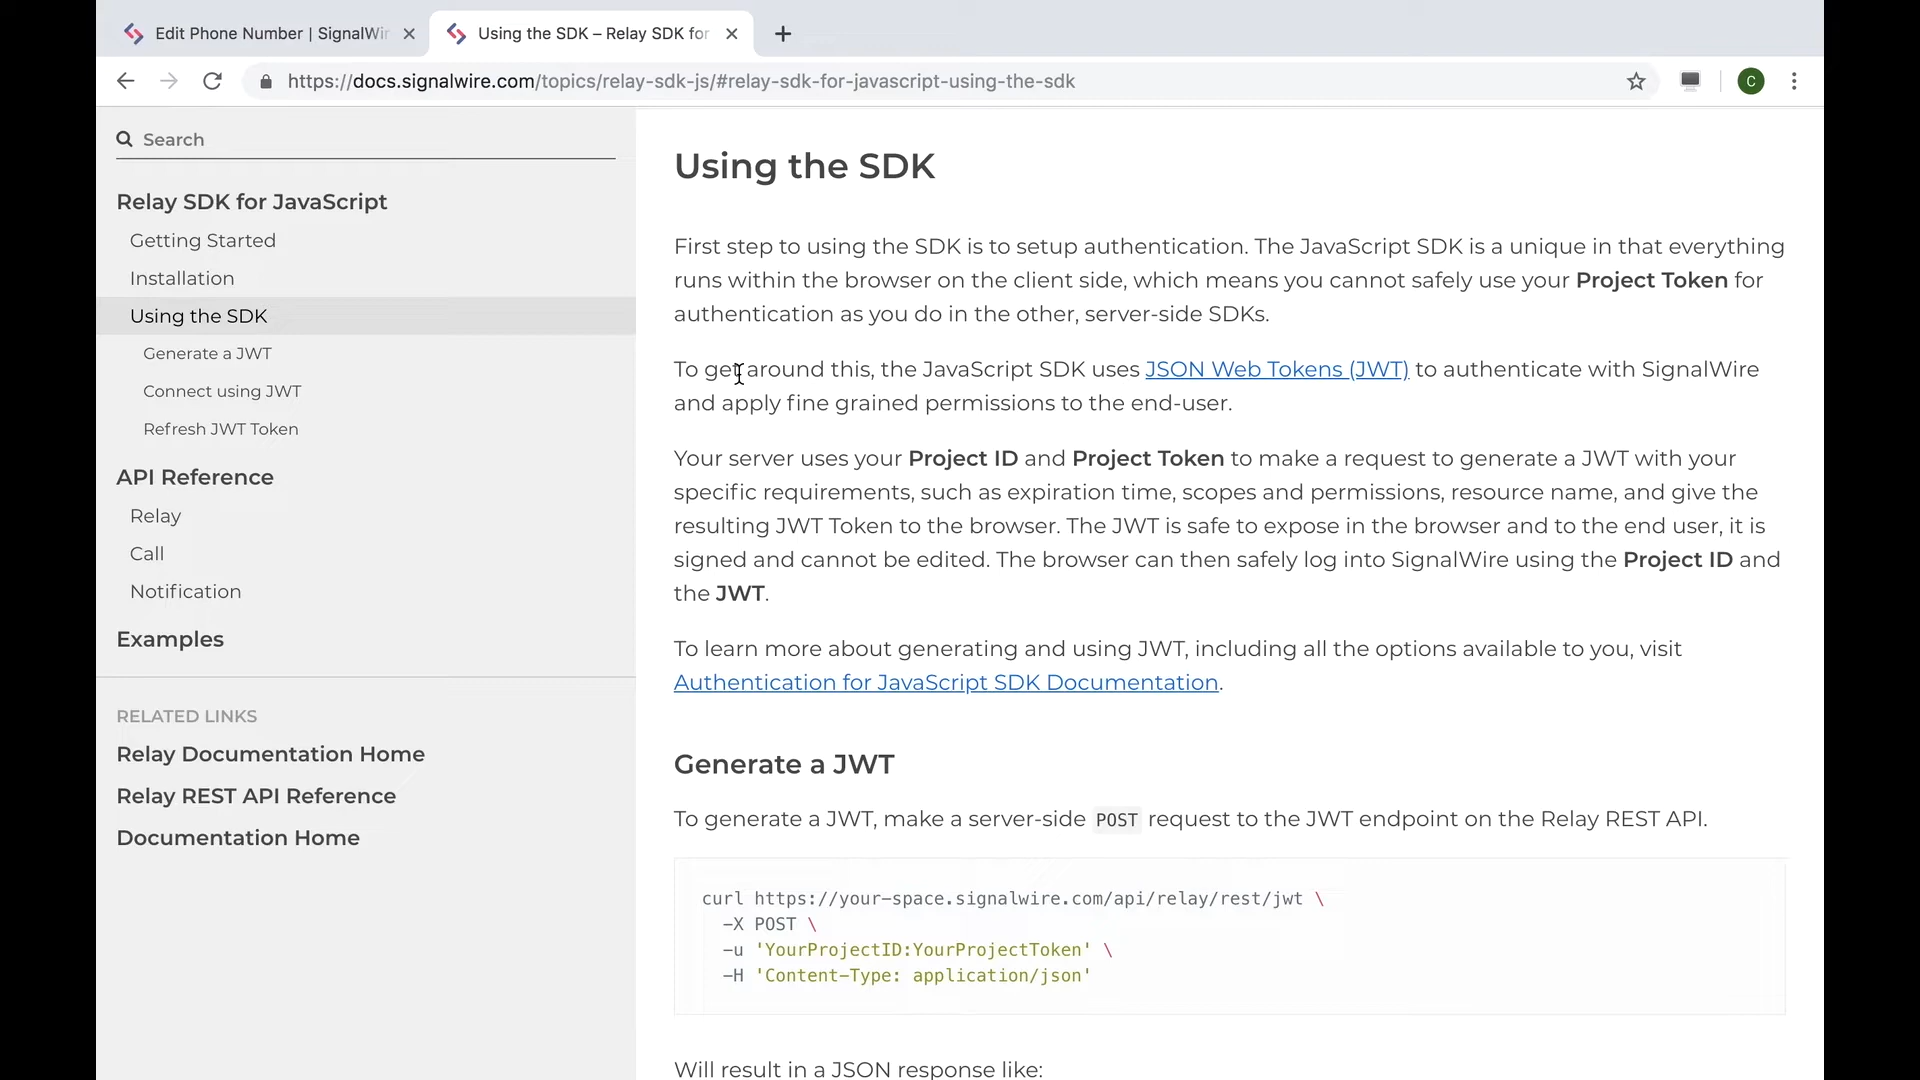 Edit Phone Number | SignalWir
Using the SDK – Relay SDK for
https://docs.signalwire.com/topics/relay-sdk-js/#relay-sdk-for-javascript-using-the-sdk
C
Search
Relay SDK for JavaScript
Getting Started
Installation
Using the SDK
Generate a JWT
Connect using JWT
Refresh JWT Token
API Reference
Relay
Call
Notification
Examples
RELATED LINKS
Relay Documentation Home
Relay REST API Reference
Documentation Home
Using the SDK
First step to using the SDK is to setup authentication. The JavaScript SDK is a unique in that everything
runs within the browser on the client side, which means you cannot safely use your Project Token for
authentication as you do in the other, server-side SDKs.
To get around this, the JavaScript SDK uses JSON Web Tokens (JWT) to authenticate with SignalWire
and apply fine grained permissions to the end-user.
Your server uses your Project ID and Project Token to make a request to generate a JWT with your
specific requirements, such as expiration time, scopes and permissions, resource name, and give the
resulting JWT Token to the browser. The JWT is safe to expose in the browser and to the end user, it is
signed and cannot be edited. The browser can then safely log into SignalWire using the Project ID and
the JWT.
To learn more about generating and using JWT, including all the options available to you, visit
Authentication for JavaScript SDK Documentation.
Generate a JWT
To generate a JWT, make a server-side POST request to the JWT endpoint on the Relay REST API.
curl https://your-space.signalwire.com/api/relay/rest/jwt \
-X POST \
-u 'YourProjectID:YourProjectToken' \
-H 'Content-Type: application/json'
Will result in a JSON response like: